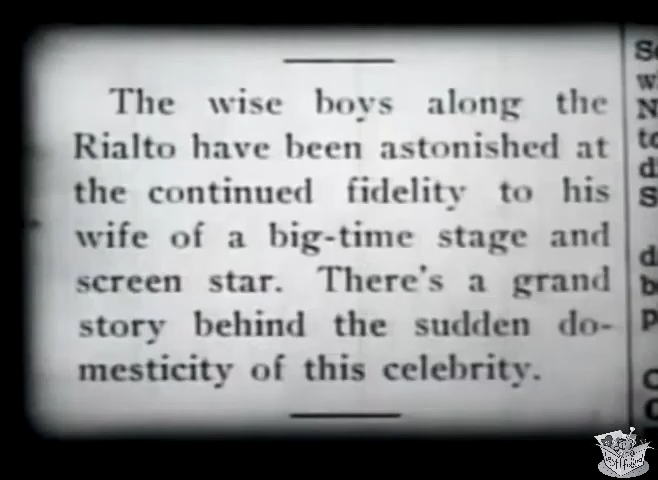 The wise boys along the
Rialto have been astonished at
the continued fidelity to his
wife of a big-time stage and
screen star. There's a grand
story behind the sudden do-
mesticity of this celebrity.